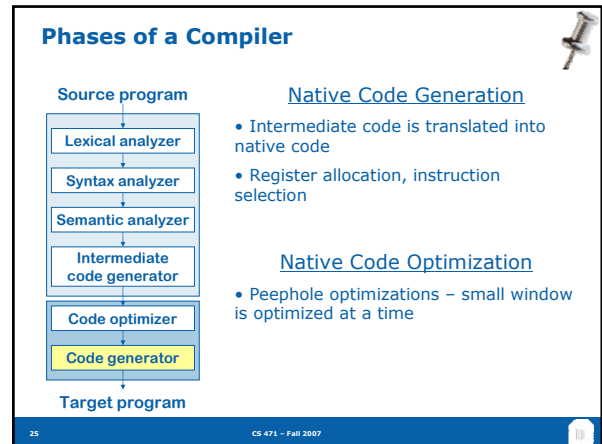 Phases of a Compiler
Source program
Lexical analyzer
Syntax analyzer
Semantic analyzer
Intermediate
code generator
Code optimizer
Code generator
Target program
Native Code Generation
• Intermediate code is translated into
native code
• Register allocation, instruction
selection
Native Code Optimization
• Peephole optimizations – small window
is optimized at a time
25
CS 471 – Fall 2007